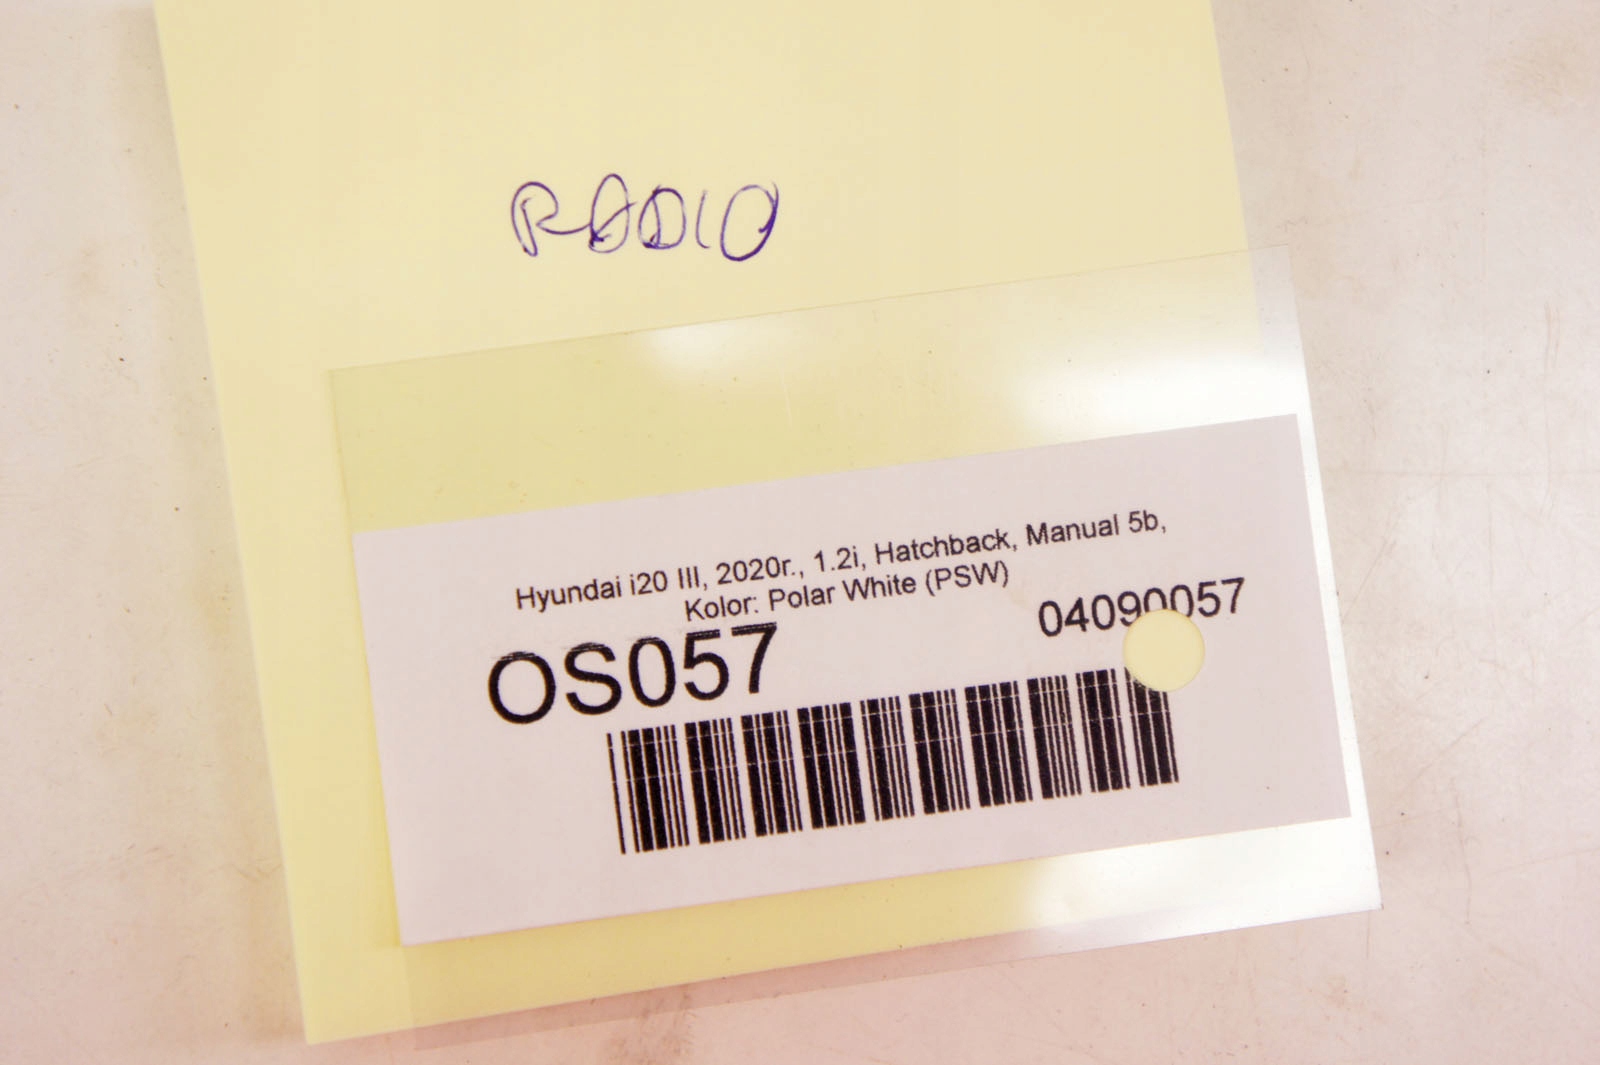 RADIO
Hyundai i20 III, 2020r., 1.2i, Hatchback, Manual 5b,
Kolor: Polar White (PSW)
OS057
04090057